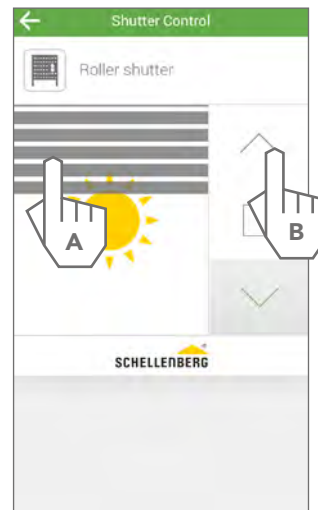 Shutter Control
Roller shutter
A
B
SCHELLENBERG